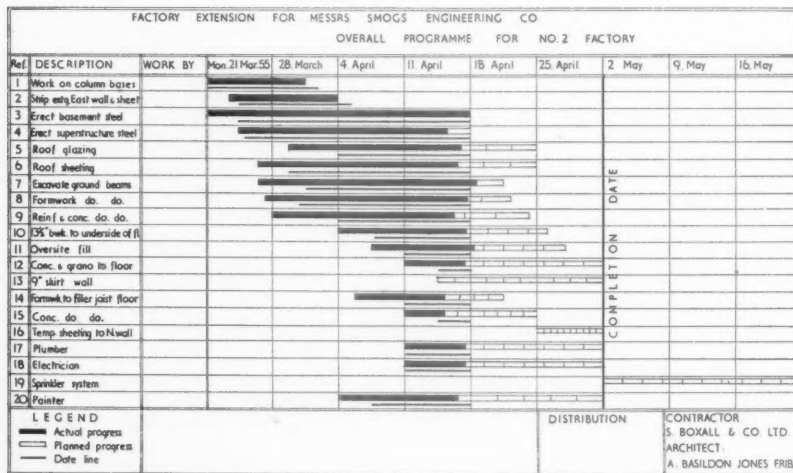 FACTORY EXTENSION FOR MESSRS SMOGS ENGINEERING CO
OVERALL PROGRAMME FOR NO. 2 FACTORY
Ref. DESCRIPTION WORK BY Mon. 21 Mar. 55 28. March 4 April 11. April 18 April 25. April 2 May 9. May 16. May
1 Work on column bases
2 Strip extg. East wall & sheet
3 Erect basement steel
4 Erect superstructure steel
5 Roof glazing
6 Roof sheeting
7 Excavate ground beams
8 Formwork do. do.
9 Reinf & conc. do. do.
10 13½" bwk. to underside of fl.
11 Oversite fill
12 Conc. & grano to floor
13 9" skirt wall
14 Formwk. to filler joist floor
15 Conc. do. do.
16 Temp. sheeting to N. wall
17 Plumber
18 Electrician
19 Sprinkler system
20 Painter
COMPLETION DATE
LEGEND
Actual progress
Planned progress
Date line
DISTRIBUTION
CONTRACTOR
S. BOXALL & CO. LTD.
ARCHITECT:
A. BASILDON JONES FRIB